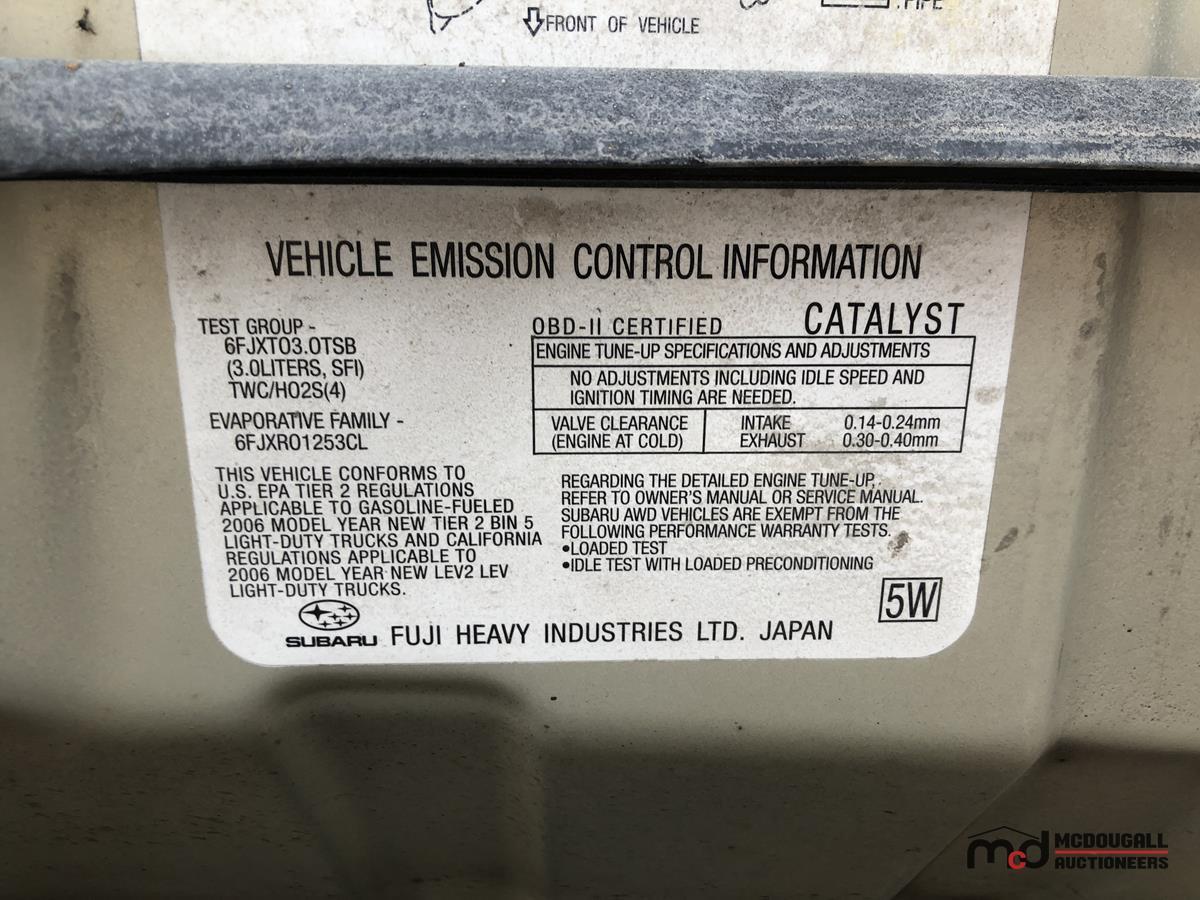 .PIPE
FRONT OF VEHICLE
VEHICLE EMISSION CONTROL INFORMATION
TEST GROUP -
6FJXT03.0TSB
(3.0LITERS, SFI)
TWC/HO2S(4)
EVAPORATIVE FAMILY -
6FJXR01253CL
THIS VEHICLE CONFORMS TO
U.S. EPA TIER 2 REGULATIONS
APPLICABLE TO GASOLINE-FUELED
2006 MODEL YEAR NEW TIER 2 BIN 5
LIGHT-DUTY TRUCKS AND CALIFORNIA
REGULATIONS APPLICABLE TO
2006 MODEL YEAR NEW LEV2 LEV
LIGHT-DUTY TRUCKS.
OBD-II CERTIFIED CATALYST
ENGINE TUNE-UP SPECIFICATIONS AND ADJUSTMENTS
NO ADJUSTMENTS INCLUDING IDLE SPEED AND
IGNITION TIMING ARE NEEDED.
VALVE CLEARANCE INTAKE 0.14-0.24mm
(ENGINE AT COLD) EXHAUST 0.30-0.40mm
REGARDING THE DETAILED ENGINE TUNE-UP,
REFER TO OWNER'S MANUAL OR SERVICE MANUAL.
SUBARU AWD VEHICLES ARE EXEMPT FROM THE
FOLLOWING PERFORMANCE WARRANTY TESTS.
•LOADED TEST
•IDLE TEST WITH LOADED PRECONDITIONING
5W
SUBARU FUJI HEAVY INDUSTRIES LTD. JAPAN
mcd MCDOUGALL
AUCTIONEERS